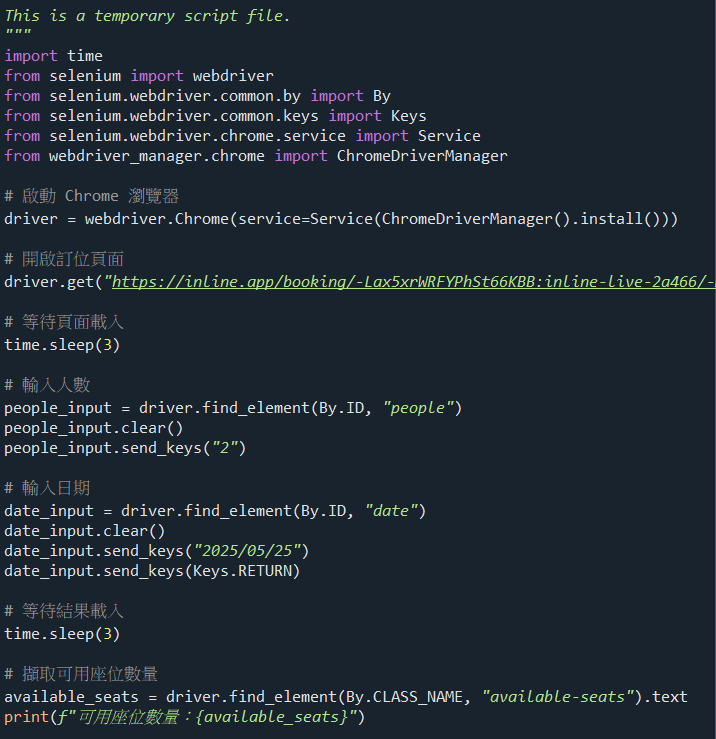 This is a temporary script file.
"""
import time
from selenium import webdriver
from selenium.webdriver.common.by import By
from selenium.webdriver.common.keys import Keys
from selenium.webdriver.chrome.service import Service
from webdriver_manager.chrome import ChromeDriverManager
# 啟動 Chrome 瀏覽器
driver = webdriver.Chrome(service=Service(ChromeDriverManager().install()))
# 開啟訂位頁面
driver.get("https://inline.app/booking/-Lax5xrWRFYPhSt66KBB:inline-live-2a466/-
# 等待頁面載入
time.sleep(3)
# 輸入人數
people_input = driver.find_element(By.ID, "people")
people_input.clear()
people_input.send_keys("2")
# 輸入日期
date_input = driver.find_element(By.ID, "date")
date_input.clear()
date_input.send_keys("2025/05/25")
date_input.send_keys(Keys.RETURN)
# 等待結果載入
time.sleep(3)
# 擷取可用座位數量
available_seats = driver.find_element(By.CLASS_NAME, "available-seats").text
print(f"可用座位數量：{available_seats}")